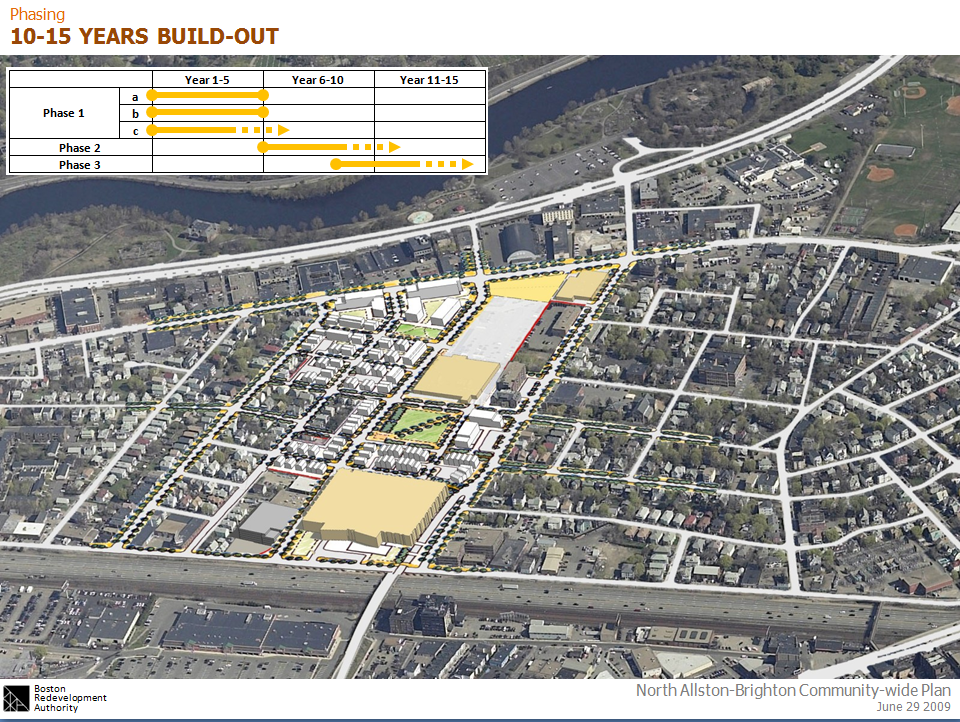 Phasing
10-15 YEARS BUILD-OUT
Year 1-5 Year 6-10 Year 11-15
Phase 1
a
b
c
Phase 2
Phase 3
Boston
Redevelopment
Authority
North Allston-Brighton Community-wide Plan
June 29 2009